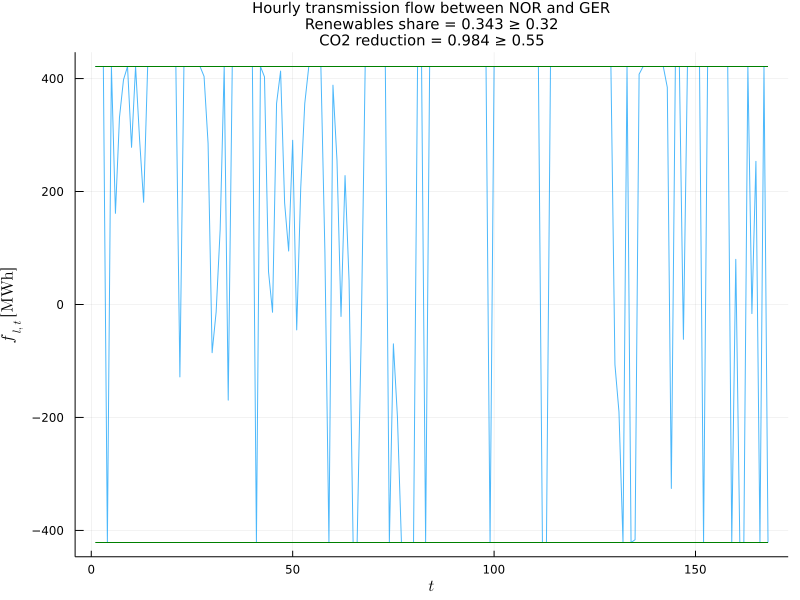 Hourly transmission flow between NOR and GER
Renewables share = 0.343 ≥ 0.32
CO2 reduction = 0.984 ≥ 0.55
400
200
0
−200
−400
f l,t [MWh]
0
50
100
150
t